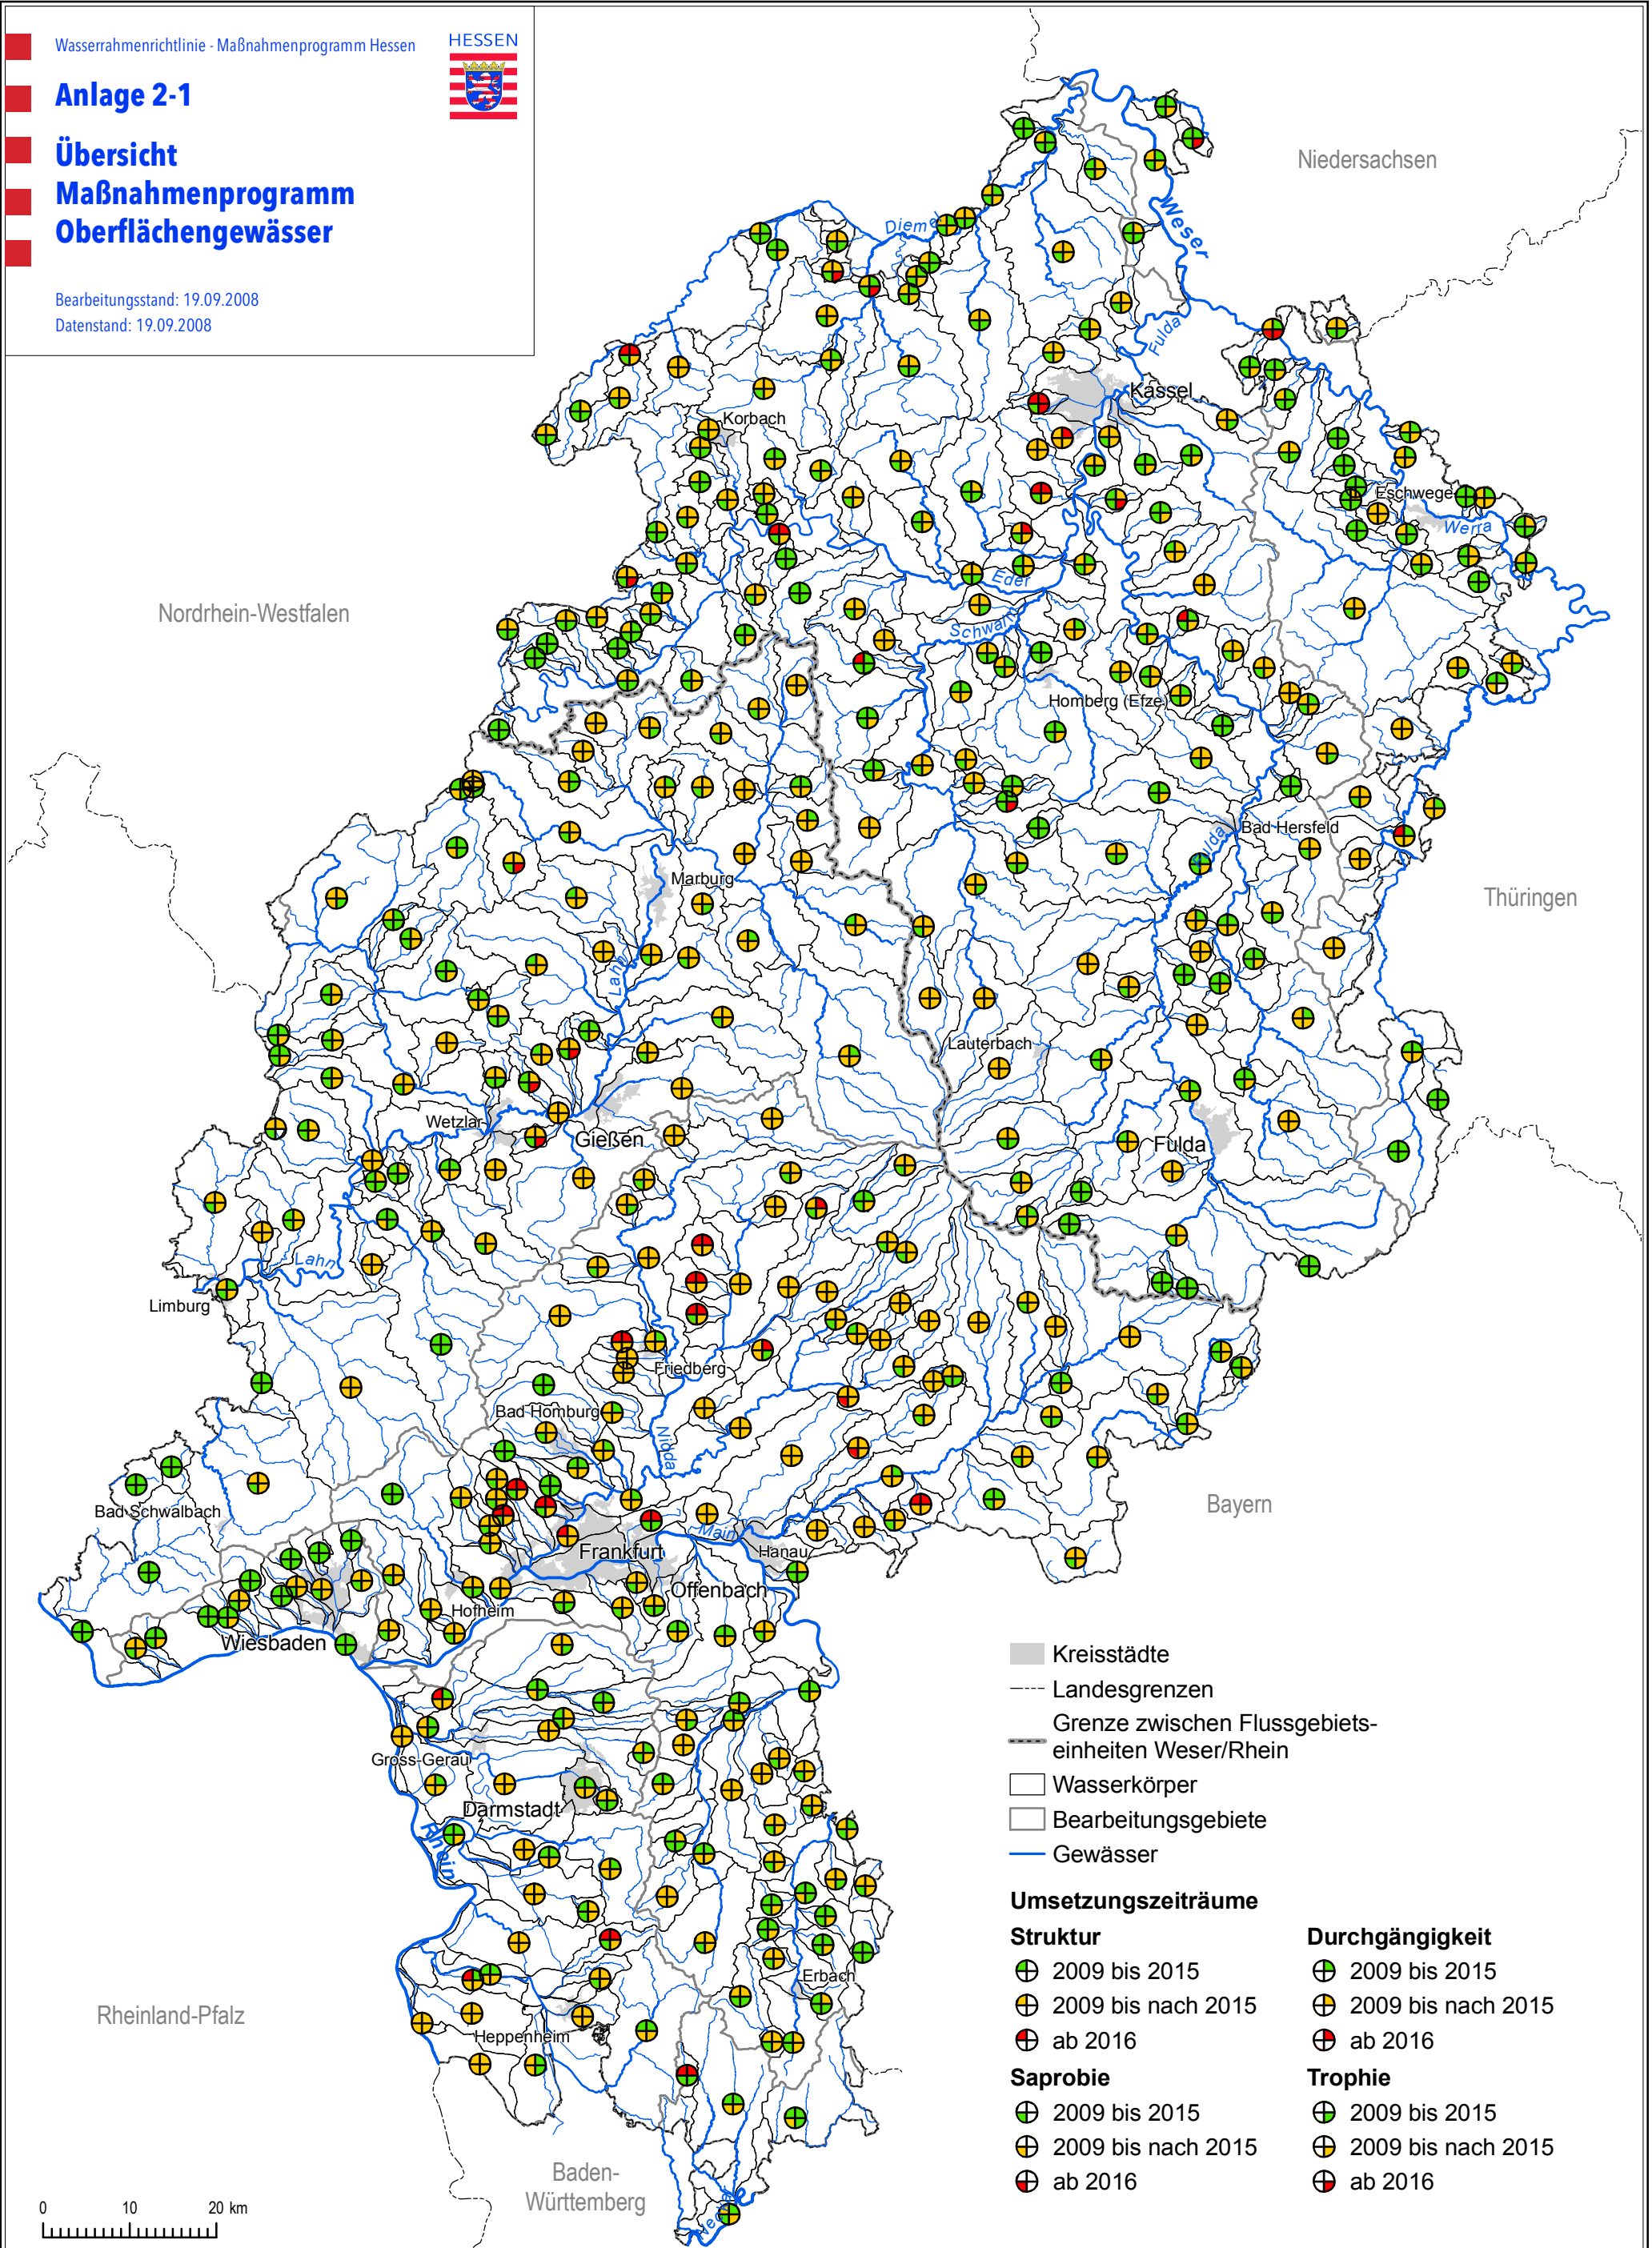 Wasserrahmenrichtlinie - Maßnahmenprogramm Hessen
HESSEN
Anlage 2-1
Übersicht
Maßnahmenprogramm
Oberflächengewässer
Bearbeitungsstand: 19.09.2008
Datenstand: 19.09.2008
Niedersachsen
Diemel
Weser
Fulda
Kassel
Korbach
Eschwege
Werra
Eder
Nordrhein-Westfalen
Schwalm
Homberg (Efze)
Bad Hersfeld
Fulda
Marburg
Thüringen
Lahn
Lauterbach
Wetzlar
Gießen
Fulda
Lahn
Limburg
Friedberg
Bad Homburg
Nidda
Bad Schwalbach
Bayern
Main
Frankfurt
Hanau
Offenbach
Hofheim
Wiesbaden
Gross-Gerau
Darmstadt
Rhein
Erbach
Rheinland-Pfalz
Heppenheim
Baden-
Württemberg
Neckar
0 10 20 km
Kreisstädte
Landesgrenzen
Grenze zwischen Flussgebiets-
einheiten Weser/Rhein
Wasserkörper
Bearbeitungsgebiete
Gewässer
Umsetzungszeiträume
Struktur
2009 bis 2015
2009 bis nach 2015
ab 2016
Durchgängigkeit
2009 bis 2015
2009 bis nach 2015
ab 2016
Saprobie
2009 bis 2015
2009 bis nach 2015
ab 2016
Trophie
2009 bis 2015
2009 bis nach 2015
ab 2016